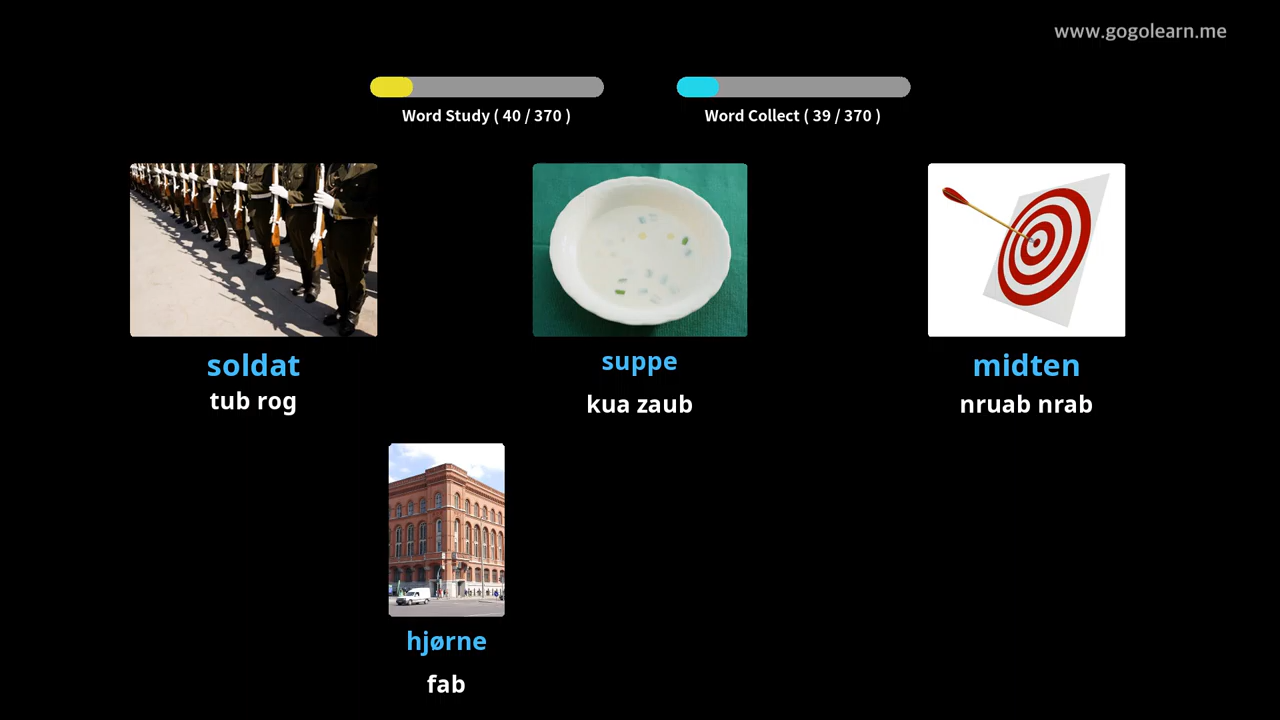 www.gogolearn.me
Word Study ( 40 / 370 )
Word Collect ( 39 / 370 )
soldat
tub rog
suppe
kua zaub
midten
nruab nrab
hjørne
fab